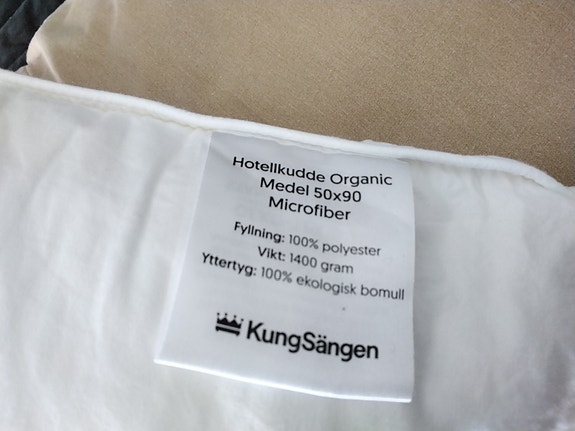 Hotellkudde Organic
Medel 50x90
Microfiber
Fyllning: 100% polyester
Vikt: 1400 gram
Yttertyg: 100% ekologisk bomull
KungSängen